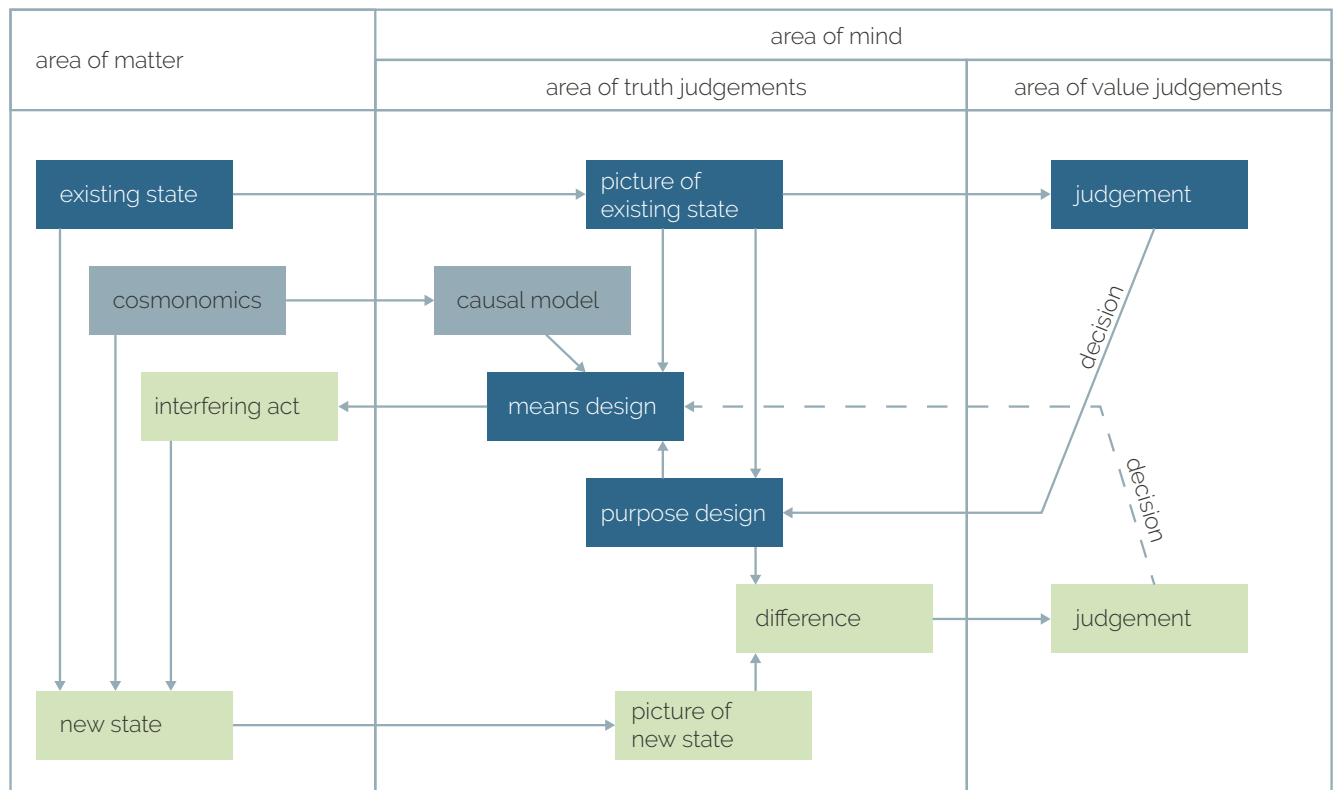 area of matter
area of mind
area of truth judgements
area of value judgements
existing state
picture of
existing state
judgement
cosmonomics
causal model
decision
interfering act
means design
decision
purpose design
difference
judgement
new state
picture of
new state